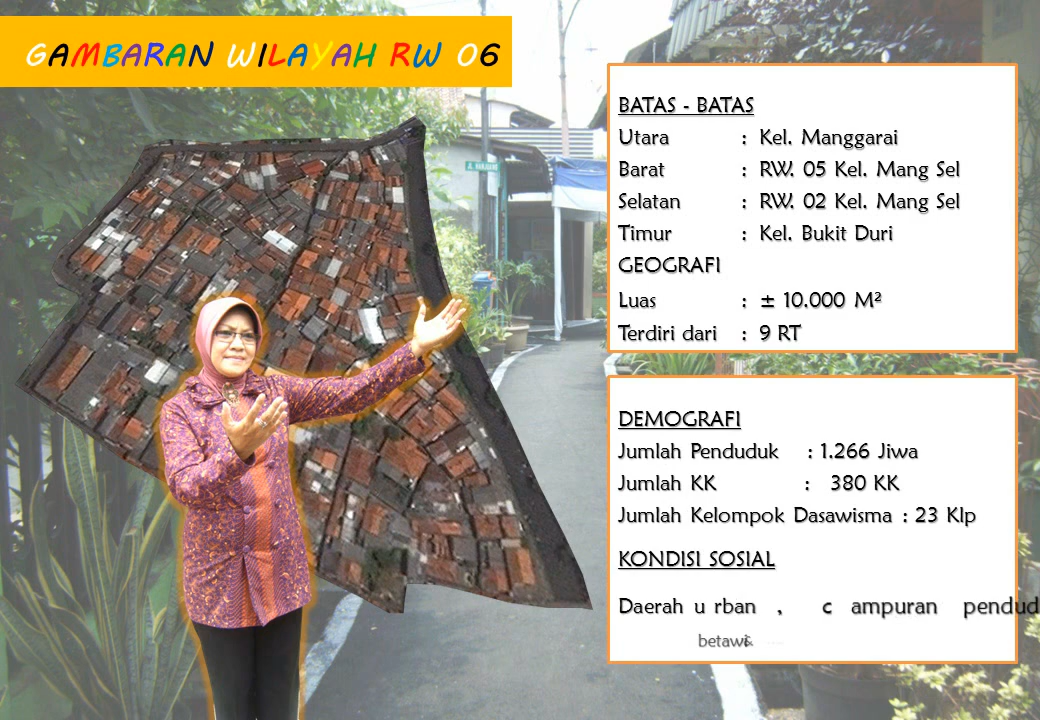 GAMBARAN WILAYAH RW 06
BATAS - BATAS
Utara : Kel. Manggarai
Barat : RW. 05 Kel. Mang Sel
Selatan : RW. 02 Kel. Mang Sel
Timur : Kel. Bukit Duri
GEOGRAFI
Luas : ± 10.000 M²
Terdiri dari : 9 RT
DEMOGRAFI
Jumlah Penduduk : 1.266 Jiwa
Jumlah KK : 380 KK
Jumlah Kelompok Dasawisma : 23 Klp
KONDISI SOSIAL
Daerah u rban , c ampuran pendud
betawi